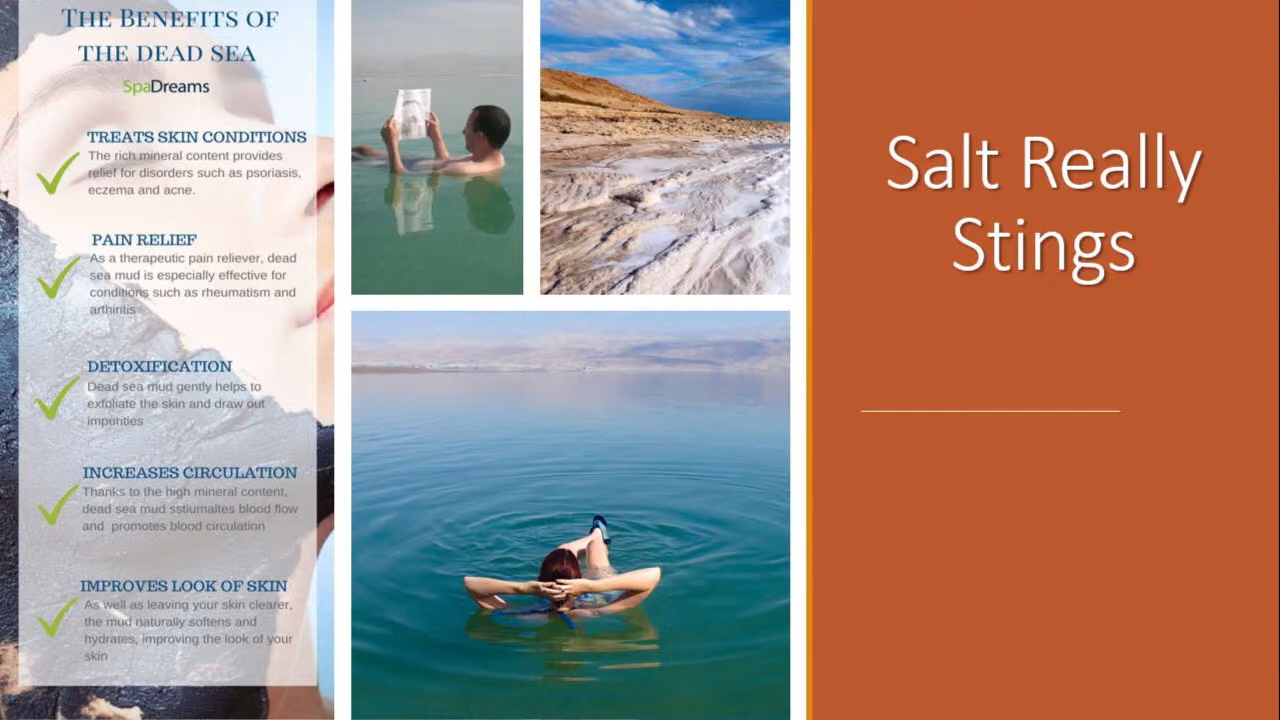 The Benefits of
the dead sea
SpaDreams
TREATS SKIN CONDITIONS
The rich mineral content provides
relief for disorders such as psoriasis,
eczema and acne.
PAIN RELIEF
As a therapeutic pain reliever, dead
sea mud is especially effective for
conditions such as rheumatism and
arthiritis
DETOXIFICATION
Dead sea mud gently helps to
exfoliate the skin and draw out
impurities
INCREASES CIRCULATION
Thanks to the high mineral content,
dead sea mud sstiumaltes blood flow
and promotes blood circulation
IMPROVES LOOK OF SKIN
As well as leaving your skin clearer,
the mud naturally softens and
hydrates, improving the look of your
skin
Salt Really
Stings